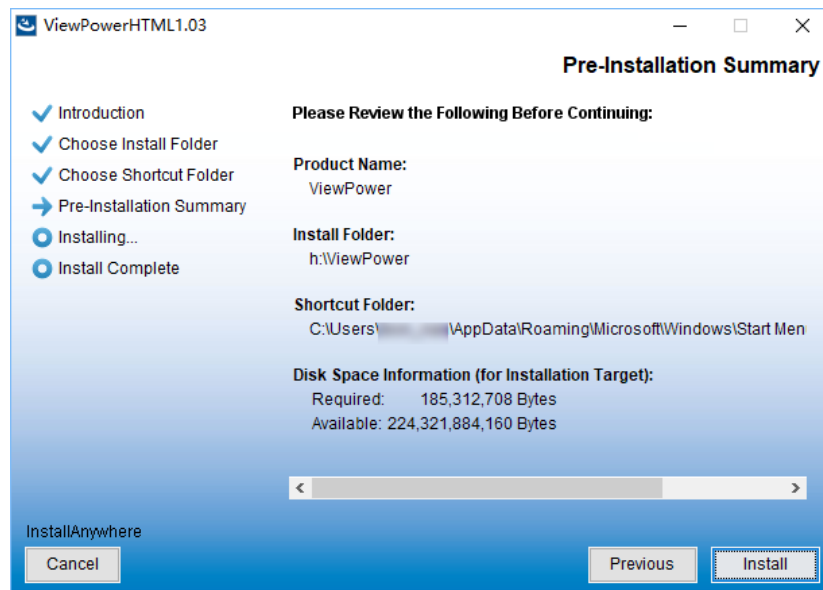 ViewPowerHTML1.03
Pre-Installation Summary
Introduction
Choose Install Folder
Choose Shortcut Folder
Pre-Installation Summary
Installing...
Install Complete
Please Review the Following Before Continuing:
Product Name:
ViewPower
Install Folder:
h:\ViewPower
Shortcut Folder:
C:\Users\ \AppData\Roaming\Microsoft\Windows\Start Men
Disk Space Information (for Installation Target):
Required: 185,312,708 Bytes
Available: 224,321,884,160 Bytes
InstallAnywhere
Cancel
Previous
Install